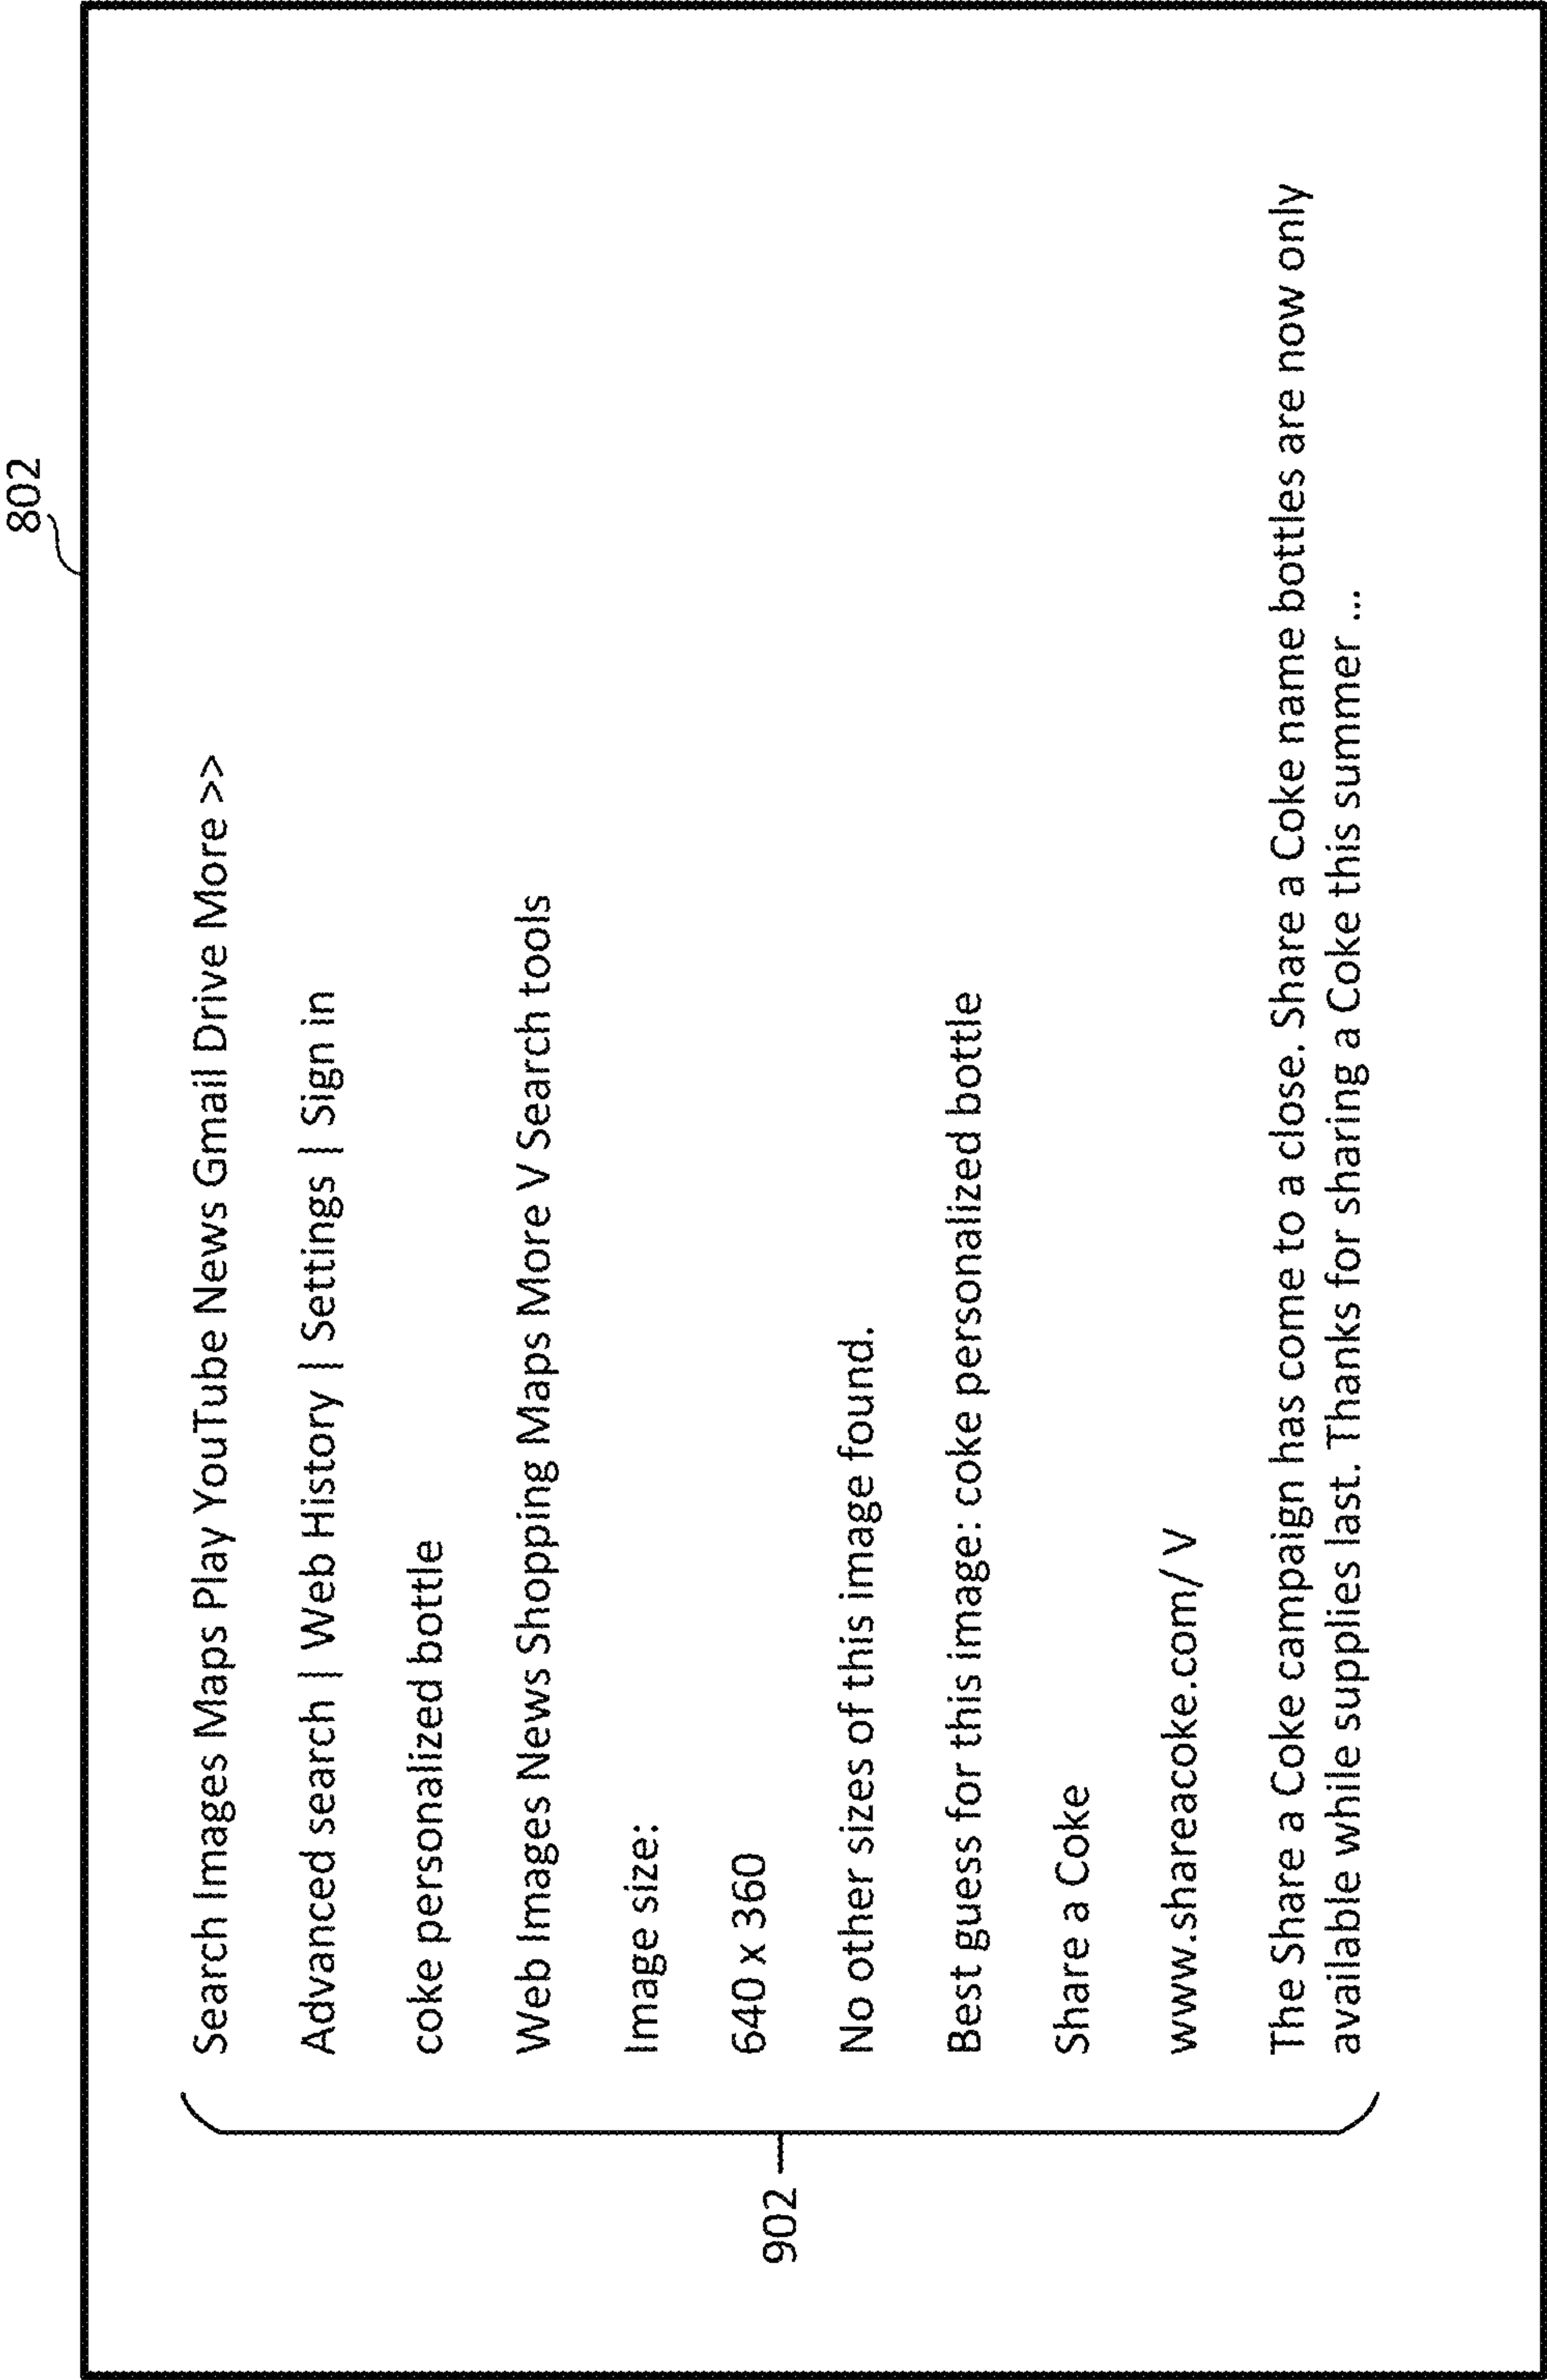 802
902
Search Images Maps Play YouTube News Gmail Drive More >>
Advanced search | Web History | Settings | Sign in
coke personalized bottle
Web Images News Shopping Maps More V Search tools
Image size:
640 x 360
No other sizes of this image found.
Best guess for this image: coke personalized bottle
Share a Coke
www.shareacoke.com/ V
The Share a Coke campaign has come to a close. Share a Coke name bottles are now only
available while supplies last. Thanks for sharing a Coke this summer ...